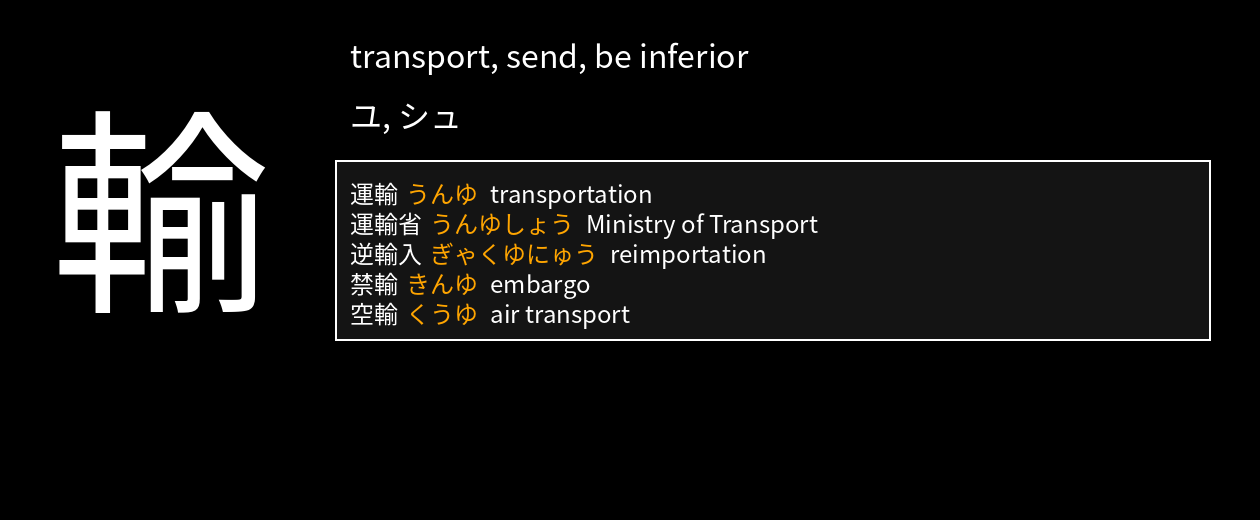 輸
transport, send, be inferior
ユ, シュ
運輸 うんゆ transportation
運輸省 うんゆしょう Ministry of Transport
逆輸入 ぎゃくゆにゅう reimportation
禁輸 きんゆ embargo
空輸 くうゆ air transport